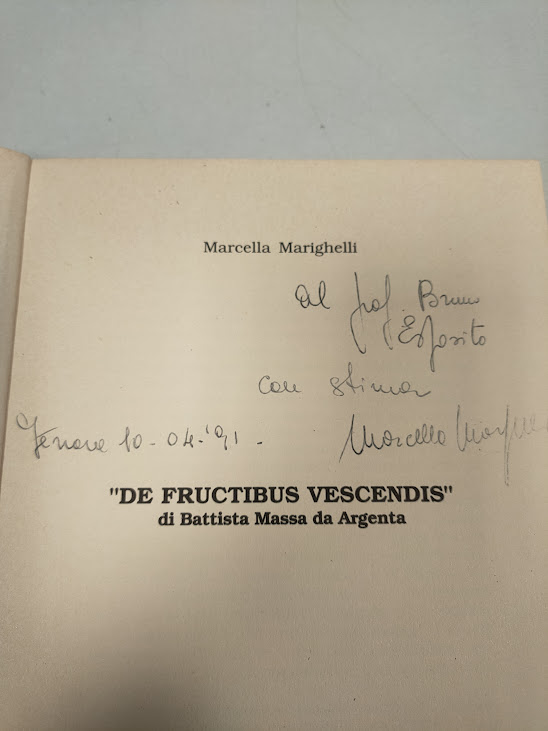 Marcella Marighelli
Al prof. Bruno
Esposito
con stima
Marcella
10-04-'91.
"DE FRUCTIBUS VESCENDIS"
di Battista Massa da Argenta